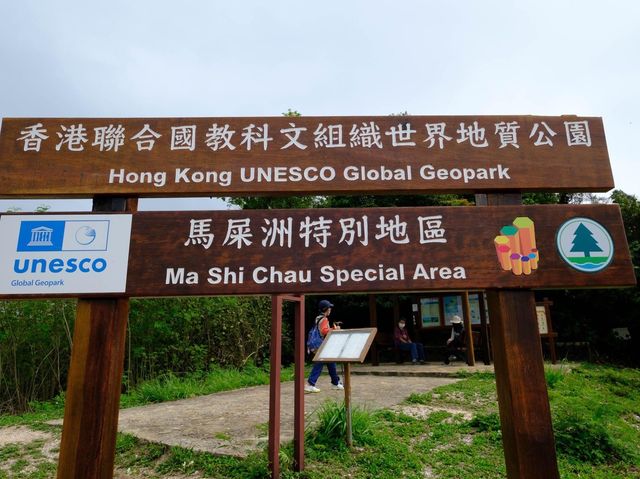 香港聯合國教科文組織世界地質公園
Hong Kong UNESCO Global Geopark
馬屎洲特別地區
Ma Shi Chau Special Area
unesco
Global Geopark